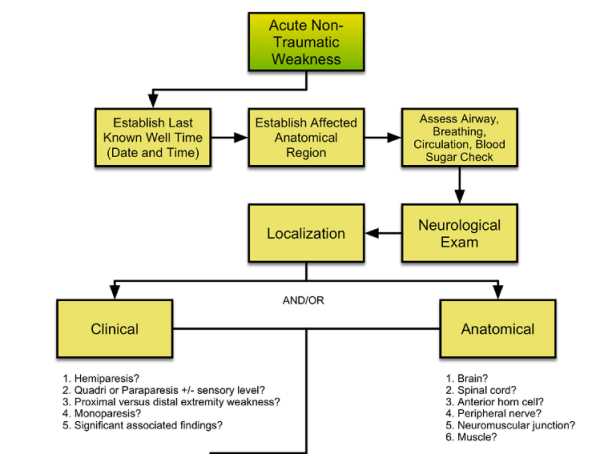 Acute Non-
Traumatic
Weakness
Establish Last
Known Well Time
(Date and Time)
Establish Affected
Anatomical
Region
Assess Airway,
Breathing,
Circulation, Blood
Sugar Check
Neurological
Exam
Localization
AND/OR
Clinical
Anatomical
1. Hemiparesis?
2. Quadri or Paraparesis +/- sensory level?
3. Proximal versus distal extremity weakness?
4. Monoparesis?
5. Significant associated findings?
1. Brain?
2. Spinal cord?
3. Anterior horn cell?
4. Peripheral nerve?
5. Neuromuscular junction?
6. Muscle?